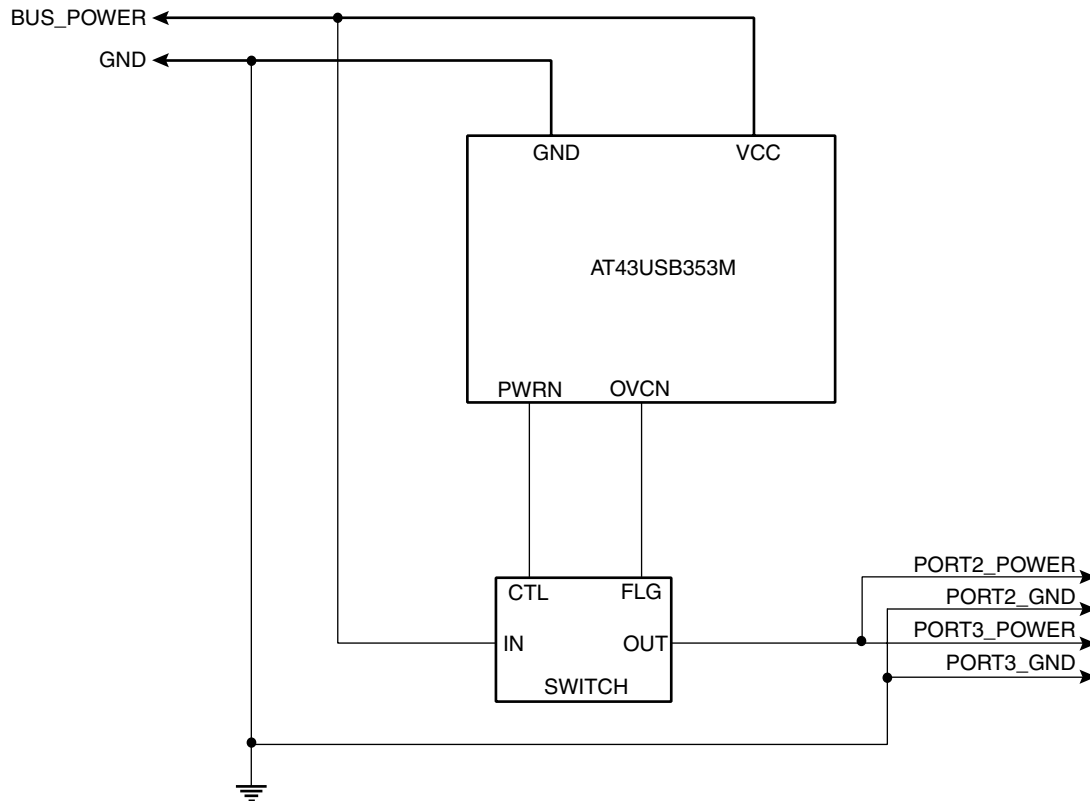 BUS_POWER
GND
GND
VCC
AT43USB353M
PWRN
OVCN
CTL
FLG
IN
OUT
SWITCH
PORT2_POWER
PORT2_GND
PORT3_POWER
PORT3_GND